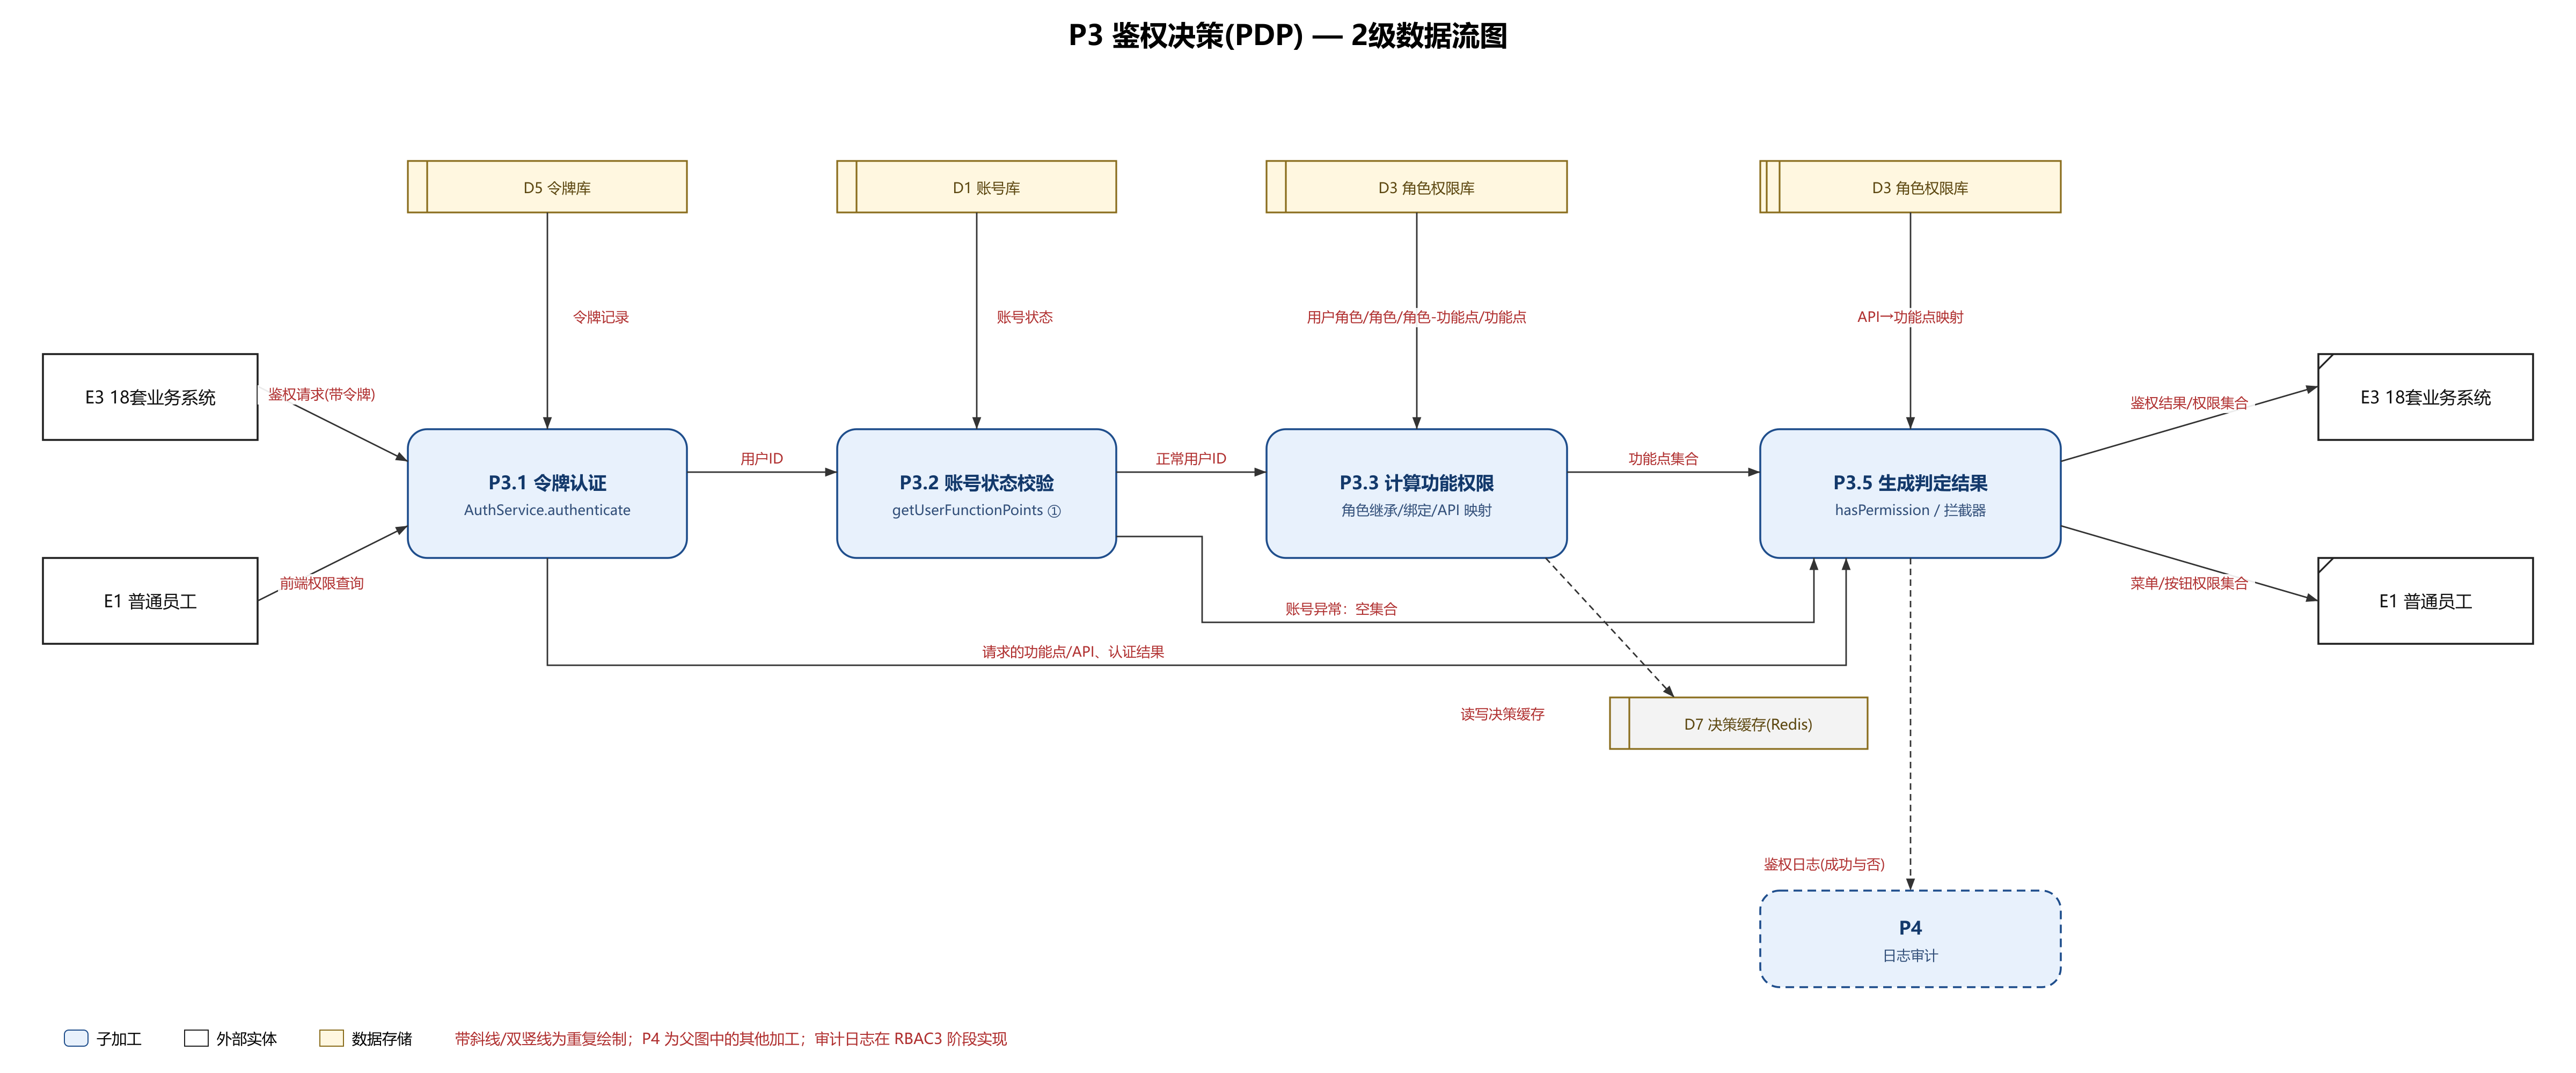 P3 鉴权决策(PDP) — 2级数据流图
D5 令牌库
D1 账号库
D3 角色权限库
D3 角色权限库
令牌记录
账号状态
用户角色/角色/角色-功能点/功能点
API→功能点映射
E3 18套业务系统
鉴权请求(带令牌)
鉴权结果/权限集合
E3 18套业务系统
P3.1 令牌认证
AuthService.authenticate
用户ID
P3.2 账号状态校验
getUserFunctionPoints ①
正常用户ID
P3.3 计算功能权限
角色继承/绑定/API 映射
功能点集合
P3.5 生成判定结果
hasPermission / 拦截器
E1 普通员工
前端权限查询
菜单/按钮权限集合
E1 普通员工
账号异常：空集合
请求的功能点/API、认证结果
读写决策缓存
D7 决策缓存(Redis)
鉴权日志(成功与否)
P4
日志审计
子加工
外部实体
数据存储
带斜线/双竖线为重复绘制；P4 为父图中的其他加工；审计日志在 RBAC3 阶段实现